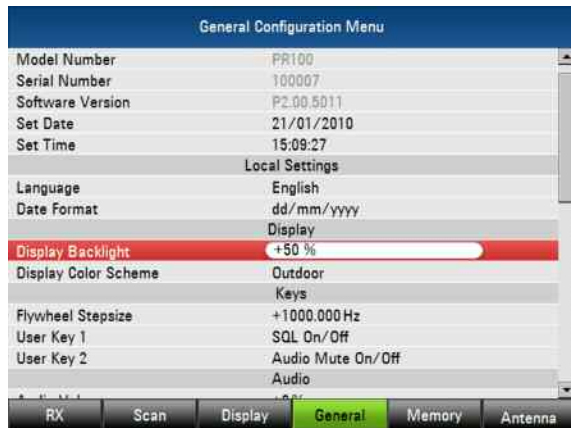 General Configuration Menu
Model Number PR100
Serial Number 100007
Software Version P2.00.5011
Set Date 21/01/2010
Set Time 15:09:27
Local Settings
Language English
Date Format dd/mm/yyyy
Display
Display Backlight +50 %
Display Color Scheme Outdoor
Keys
Flywheel Stepsize +1000.000 Hz
User Key 1 SQL On/Off
User Key 2 Audio Mute On/Off
Audio
RX Scan Display General Memory Antenna